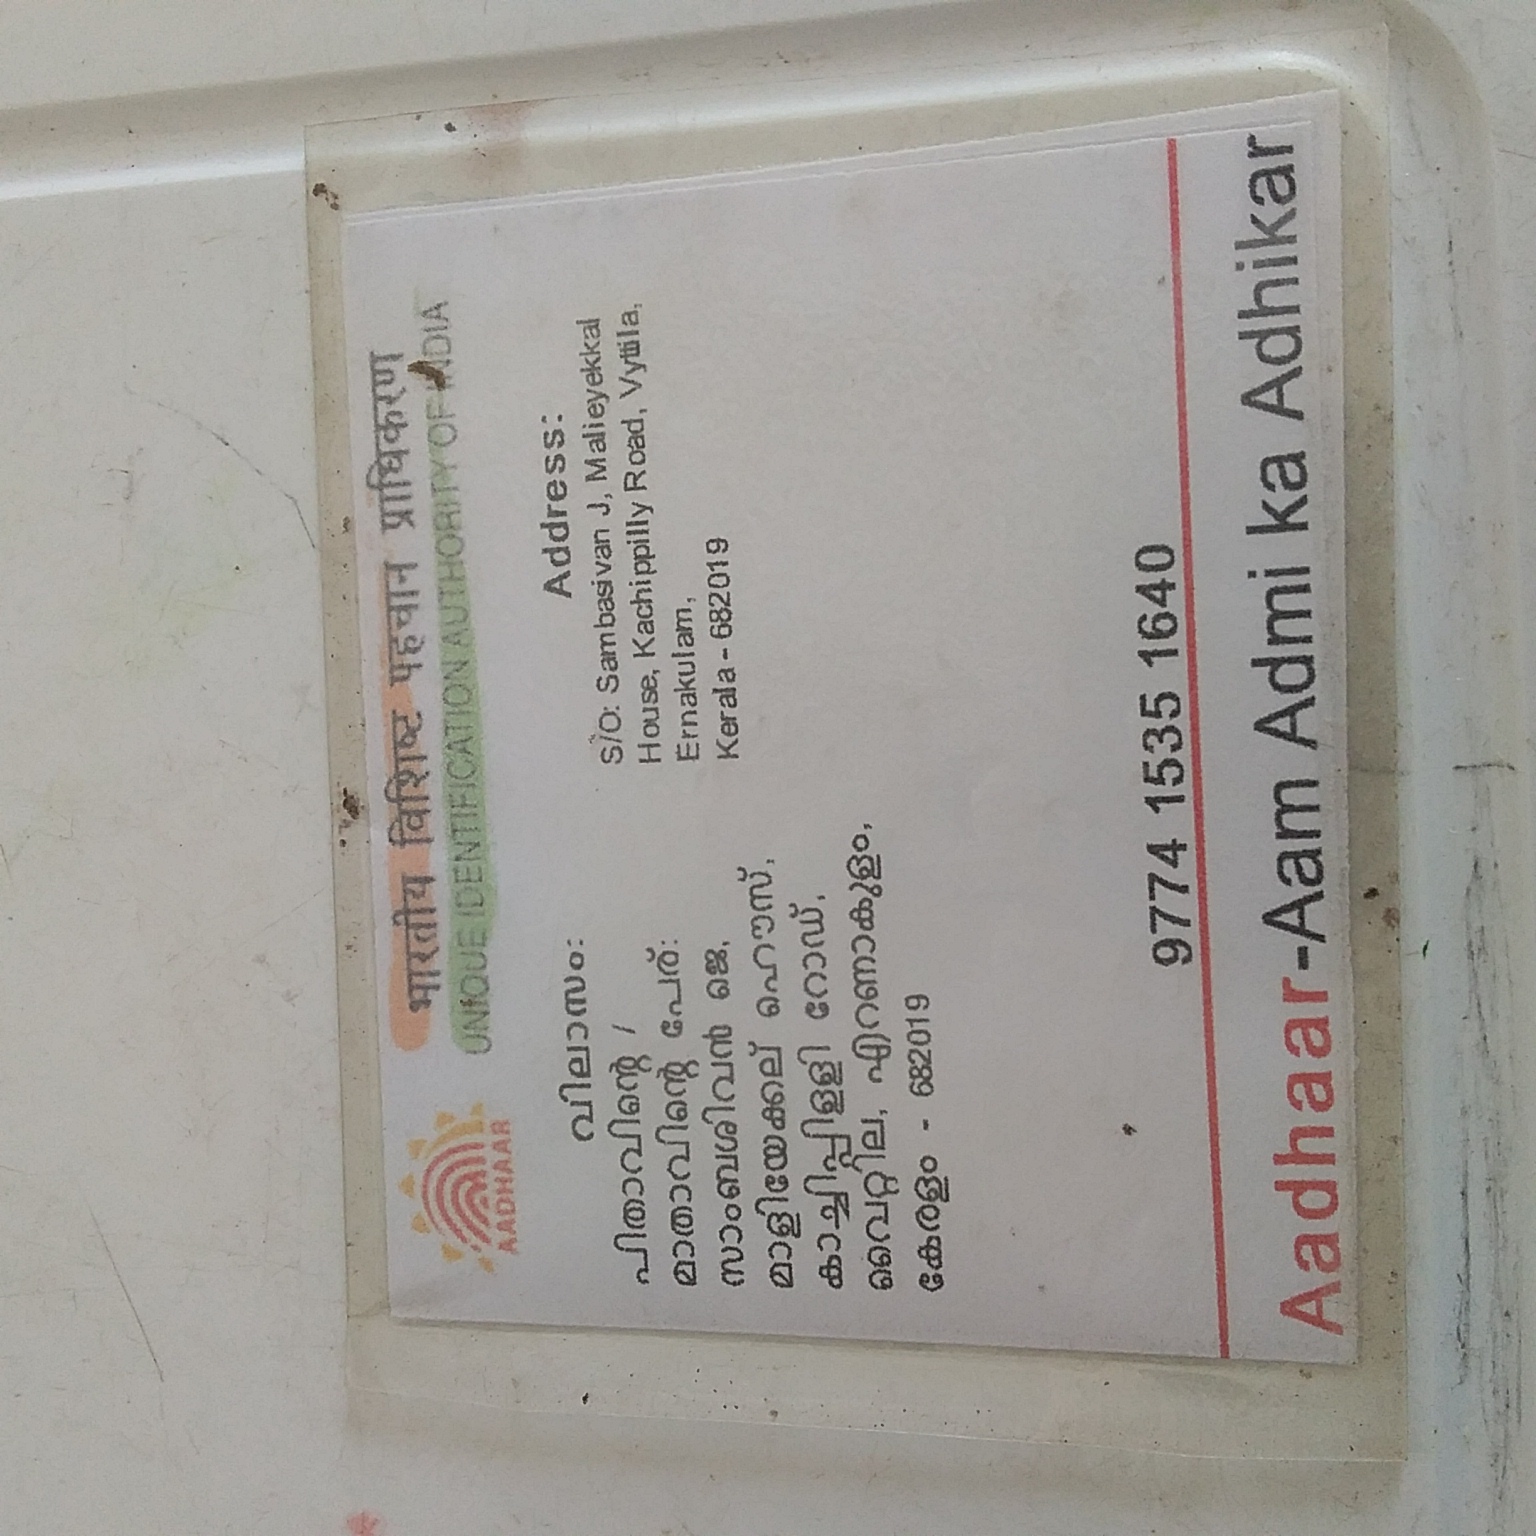 भारतीय विशिष्ट पहचान प्राधिकरण
UNIQUE IDENTIFICATION AUTHORITY OF INDIA
AADHAAR
വിലാസം:
പിതാവിന്റെ /
മാതാവിന്റെ പേര്:
സാംബശിവൻ ജെ,
മാളിയേക്കല് ഹൌസ്,
കാച്ചിപ്പിളളി റോഡ്,
വൈറ്റില, എറണാകുളം,
കേരളം - 682019
Address:
S/O: Sambasivan J, Malieyekkal
House, Kachippilly Road, Vyttila,
Ernakulam,
Kerala - 682019
9774 1535 1640
Aadhaar-Aam Admi ka Adhikar